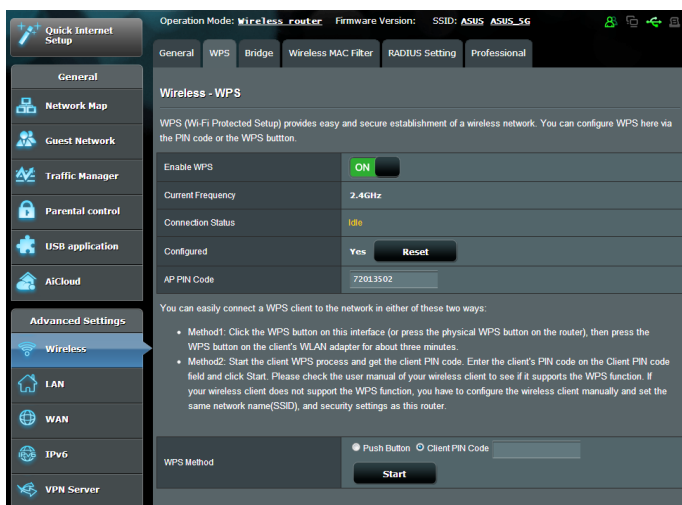 Quick Internet
Setup
Operation Mode: Wireless router Firmware Version: SSID: ASUS ASUS_5G
General WPS Bridge Wireless MAC Filter RADIUS Setting Professional
General
Network Map
Guest Network
Traffic Manager
Parental control
USB application
AiCloud
Advanced Settings
Wireless
LAN
WAN
IPv6
VPN Server
Wireless - WPS
WPS (Wi-Fi Protected Setup) provides easy and secure establishment of a wireless network. You can configure WPS here via
the PIN code or the WPS buttton.
Enable WPS ON
Current Frequency 2.4GHz
Connection Status Idle
Configured Yes Reset
AP PIN Code 72013502
You can easily connect a WPS client to the network in either of these two ways:
• Method1: Click the WPS button on this interface (or press the physical WPS button on the router), then press the
WPS button on the client's WLAN adapter for about three minutes.
• Method2: Start the client WPS process and get the client PIN code. Enter the client's PIN code on the Client PIN code
field and click Start. Please check the user manual of your wireless client to see if it supports the WPS function. If
your wireless client does not support the WPS function, you have to configure the wireless client manually and set the
same network name(SSID), and security settings as this router.
WPS Method Push Button Client PIN Code
Start